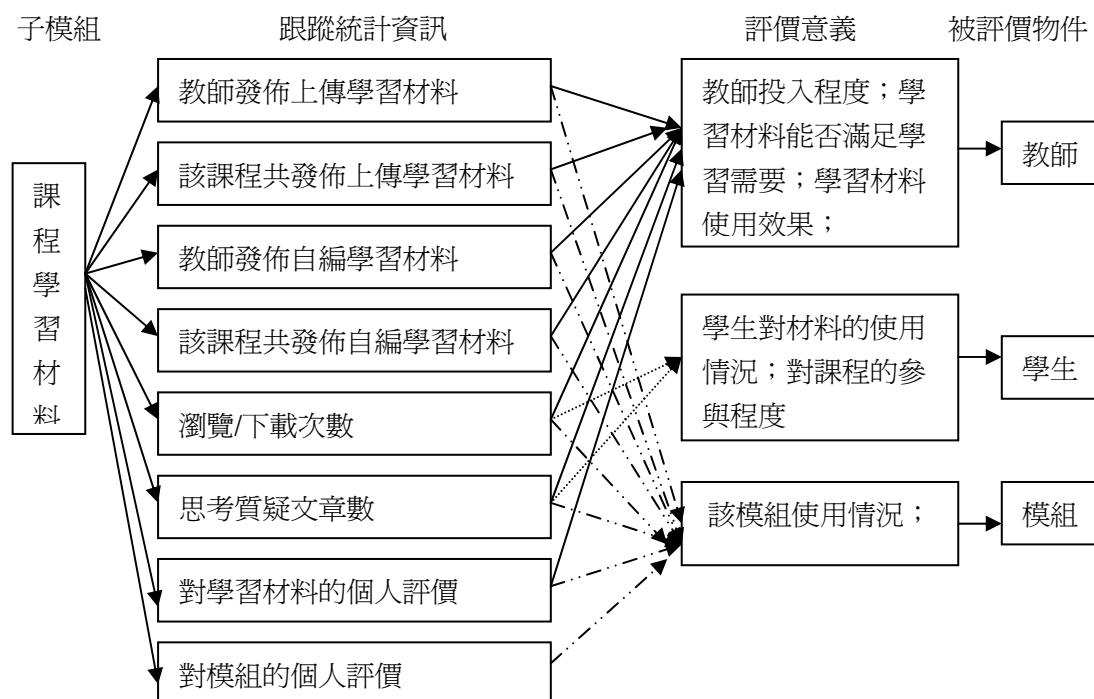 子模組
跟蹤統計資訊
評價意義
被評價物件
課
程
學
習
材
料
教師發佈上傳學習材料
該課程共發佈上傳學習材料
教師發佈自編學習材料
該課程共發佈自編學習材料
瀏覽/下載次數
思考質疑文章數
對學習材料的個人評價
對模組的個人評價
教師投入程度；學
習材料能否滿足學
習需要；學習材料
使用效果；
學生對材料的使用
情況；對課程的參
與程度
該模組使用情況；
教師
學生
模組